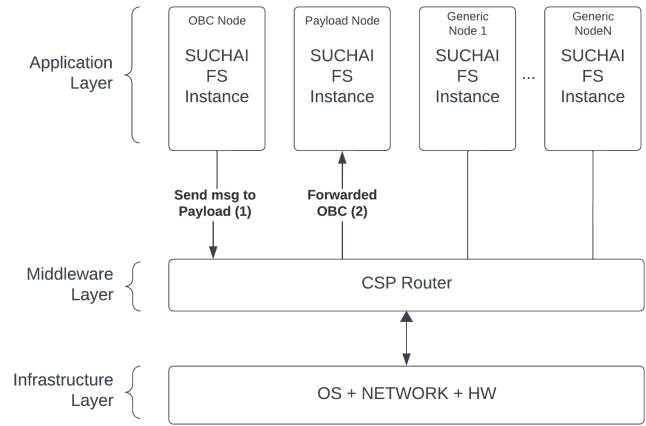 OBC Node
SUCHAI
FS
Instance
Payload Node
SUCHAI
FS
Instance
Generic
Node 1
SUCHAI
FS
Instance
...
Generic
NodeN
SUCHAI
FS
Instance
Application
Layer
Send msg to
Payload (1)
Forwarded
OBC (2)
Middleware
Layer
CSP Router
Infrastructure
Layer
OS + NETWORK + HW